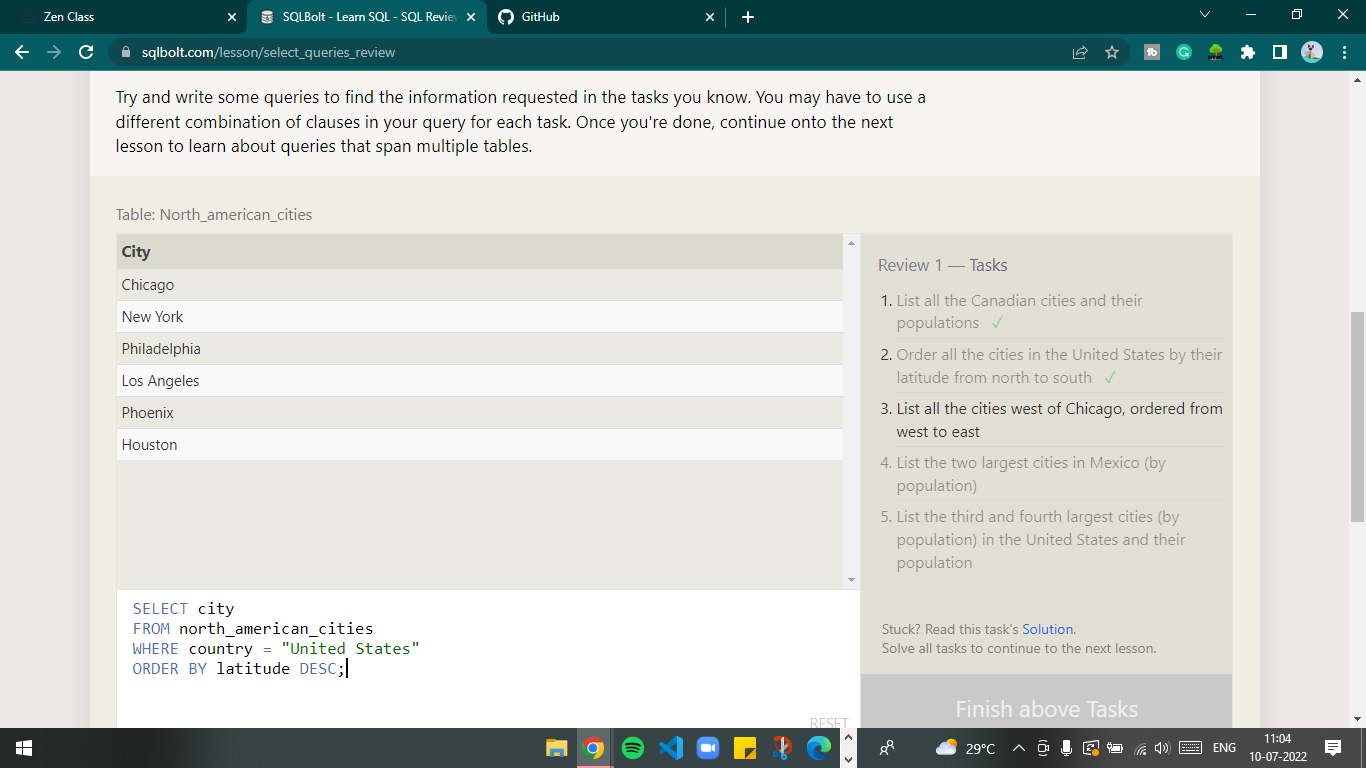 Zen Class
SQLBolt - Learn SQL - SQL Review
GitHub
sqlbolt.com/lesson/select_queries_review
Try and write some queries to find the information requested in the tasks you know. You may have to use a
different combination of clauses in your query for each task. Once you're done, continue onto the next
lesson to learn about queries that span multiple tables.
Table: North_american_cities
City
Chicago
New York
Philadelphia
Los Angeles
Phoenix
Houston
SELECT city
FROM north_american_cities
WHERE country = "United States"
ORDER BY latitude DESC;
RESET
Review 1 — Tasks
1. List all the Canadian cities and their
populations ✓
2. Order all the cities in the United States by their
latitude from north to south ✓
3. List all the cities west of Chicago, ordered from
west to east
4. List the two largest cities in Mexico (by
population)
5. List the third and fourth largest cities (by
population) in the United States and their
population
Stuck? Read this task's Solution.
Solve all tasks to continue to the next lesson.
Finish above Tasks
29°C
ENG
11:04
10-07-2022